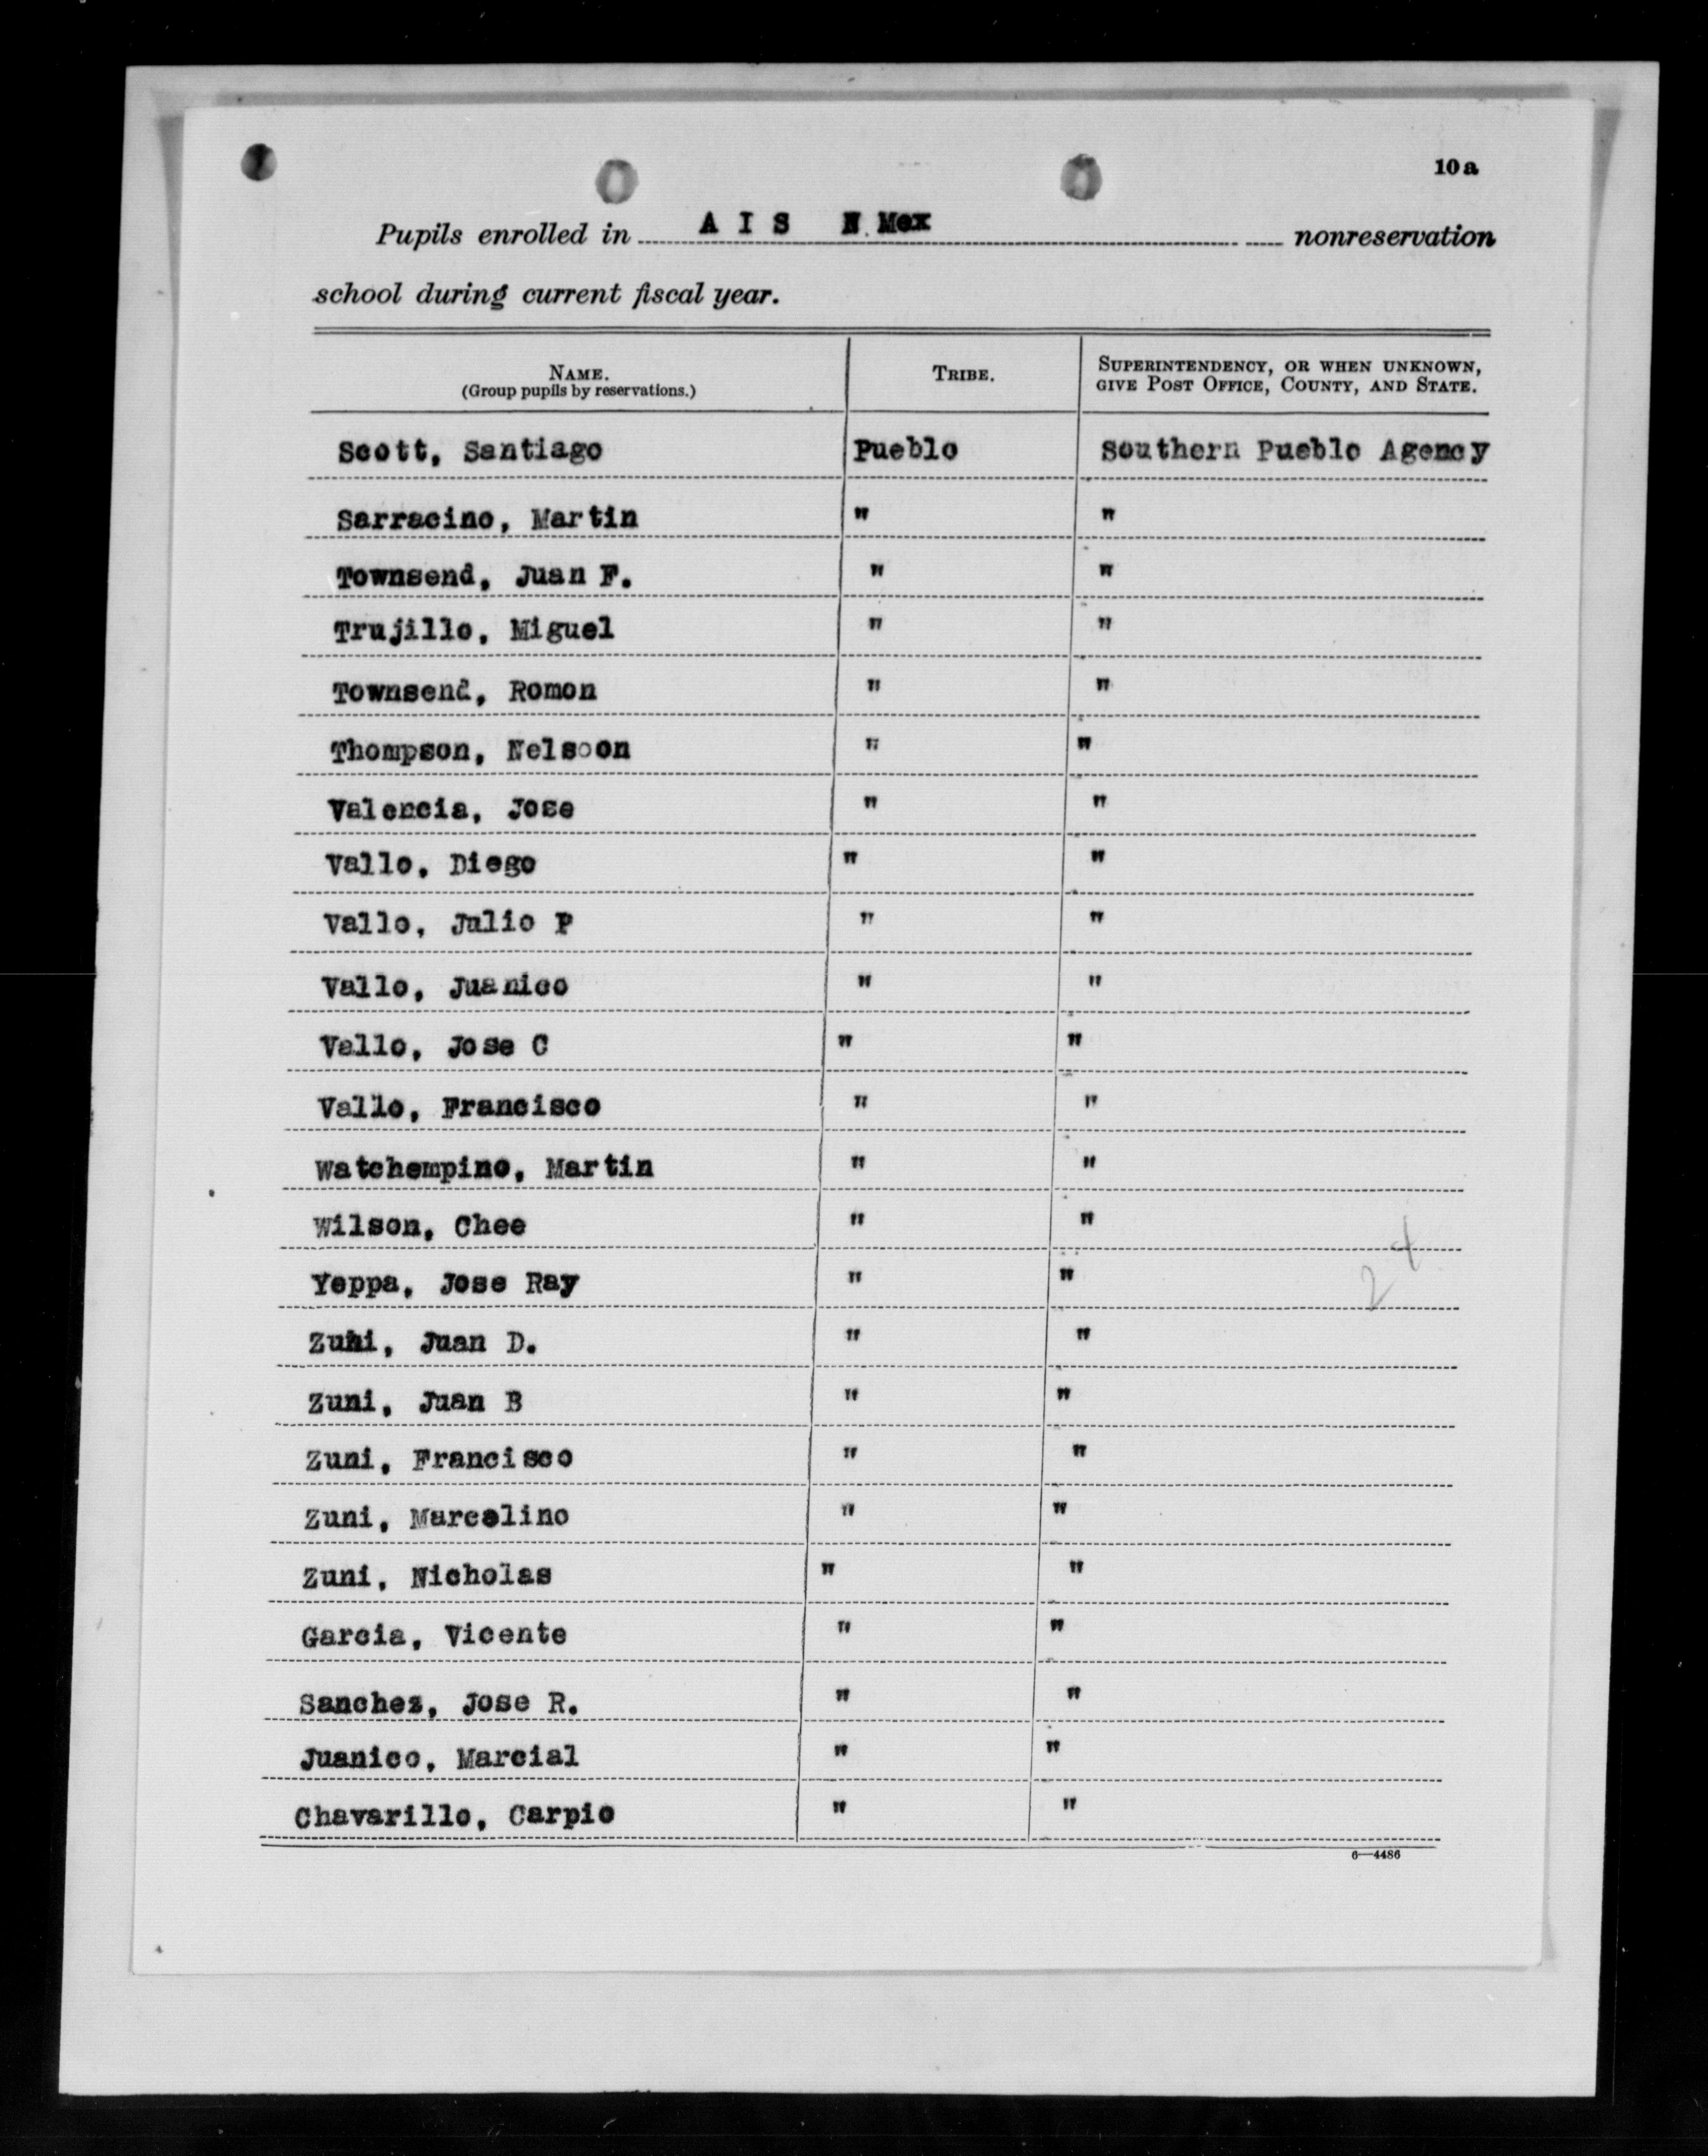 10a
Pupils enrolled in A I S N. Mex nonreservation
school during current fiscal year.
NAME. TRIBE. SUPERINTENDENCY, OR WHEN UNKNOWN,
(Group pupils by reservations.) GIVE POST OFFICE, COUNTY, AND STATE.
Scott, Santiago Pueblo Southern Pueblo Agency
Sarracino, Martin " "
Townsend, Juan F. " "
Trujillo, Miguel " "
Townsend, Romon " "
Thompson, Nelsoon " "
Valencia, Jose " "
Vallo, Diego " "
Vallo, Julio P " "
Vallo, Juanico " "
Vallo, Jose C " "
Vallo, Francisco " "
Watchempino, Martin " "
Wilson, Chee " "
Yeppa, Jose Ray " "
24
Zuni, Juan D. " "
Zuni, Juan B " "
Zuni, Francisco " "
Zuni, Marcelino " "
Zuni, Nicholas " "
Garcia, Vicente " "
Sanchez, Jose R. " "
Juanico, Marcial " "
Chavarillo, Carpio " "
6—4486